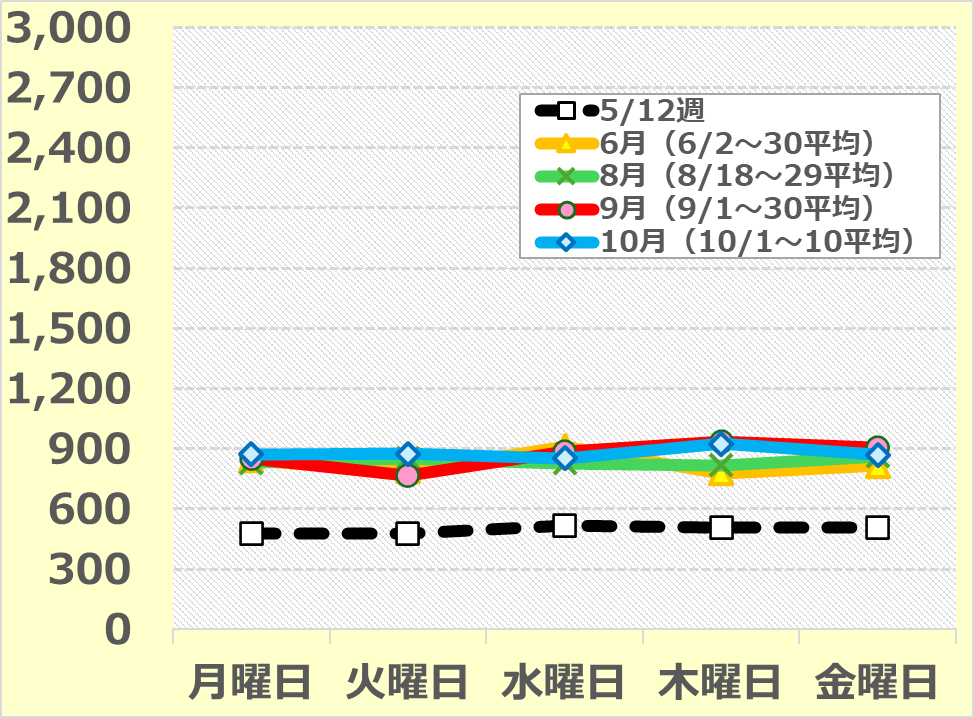 3,000
2,700
2,400
2,100
1,800
1,500
1,200
900
600
300
0
5/12週
6月（6/2～30平均）
8月（8/18～29平均）
9月（9/1～30平均）
10月（10/1～10平均）
月曜日 火曜日 水曜日 木曜日 金曜日